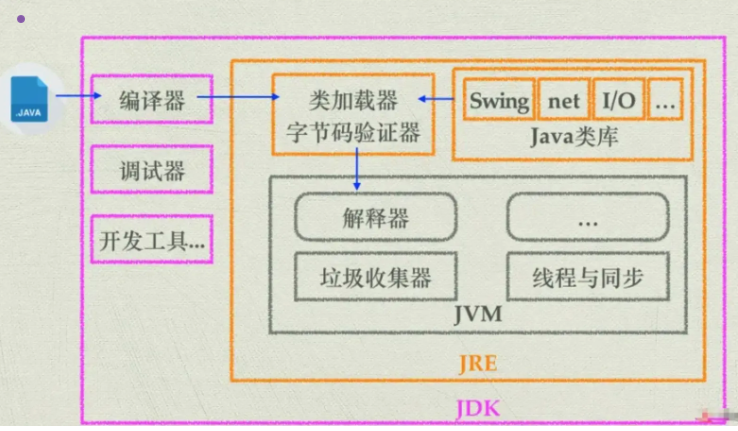 .JAVA
编译器
调试器
开发工具...
类加载器
字节码验证器
Swing net I/O ...
Java类库
解释器
...
垃圾收集器
线程与同步
JVM
JRE
JDK